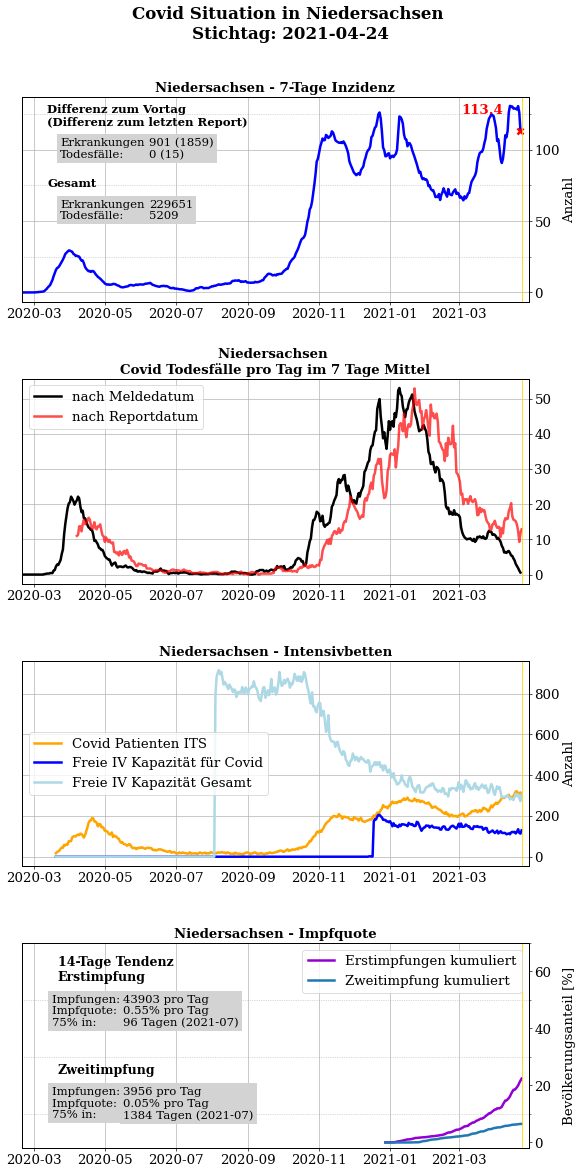 Covid Situation in Niedersachsen
Stichtag: 2021-04-24
Niedersachsen - 7-Tage Inzidenz
Differenz zum Vortag
(Differenz zum letzten Report)
Erkrankungen 901 (1859)
Todesfälle: 0 (15)
Gesamt
Erkrankungen 229651
Todesfälle: 5209
113.4
100
50
0
Anzahl
2020-03 2020-05 2020-07 2020-09 2020-11 2021-01 2021-03
Niedersachsen
Covid Todesfälle pro Tag im 7 Tage Mittel
nach Meldedatum
nach Reportdatum
50
40
30
20
10
0
2020-03 2020-05 2020-07 2020-09 2020-11 2021-01 2021-03
Niedersachsen - Intensivbetten
Covid Patienten ITS
Freie IV Kapazität für Covid
Freie IV Kapazität Gesamt
800
600
400
200
0
Anzahl
2020-03 2020-05 2020-07 2020-09 2020-11 2021-01 2021-03
Niedersachsen - Impfquote
14-Tage Tendenz
Erstimpfung
Impfungen: 43903 pro Tag
Impfquote: 0.55% pro Tag
75% in: 96 Tagen (2021-07)
Zweitimpfung
Impfungen: 3956 pro Tag
Impfquote: 0.05% pro Tag
75% in: 1384 Tagen (2021-07)
Erstimpfungen kumuliert
Zweitimpfung kumuliert
60
40
20
0
Bevölkerungsanteil [%]
2020-03 2020-05 2020-07 2020-09 2020-11 2021-01 2021-03